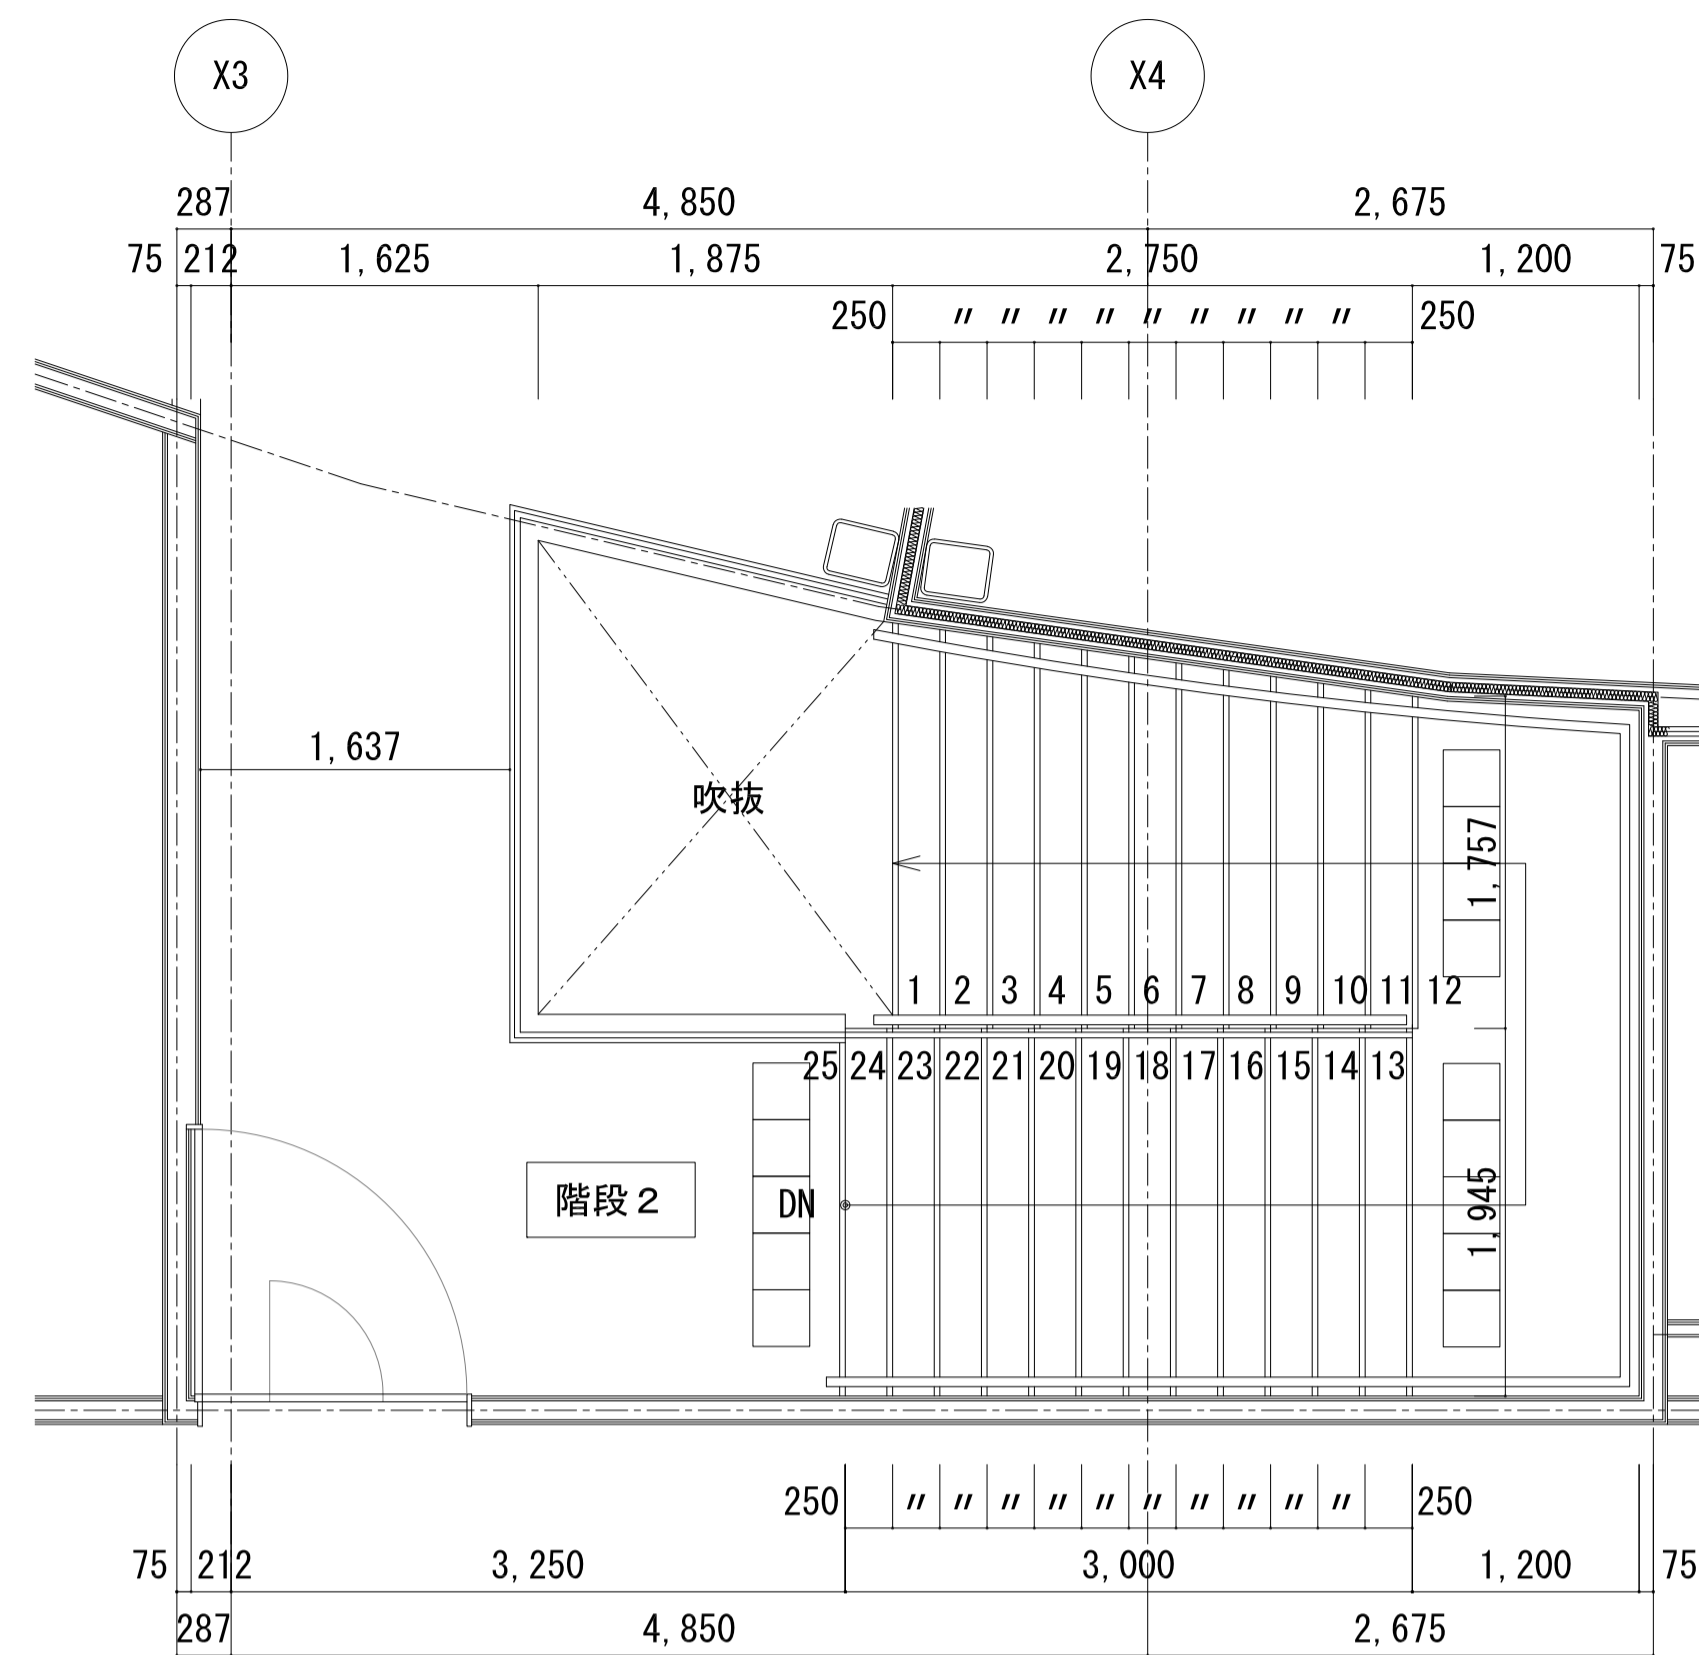 X3 X4
287 4,850 2,675
75 212 1,625 1,875 2,750 1,200 75
250 〃 〃 〃 〃 〃 〃 〃 〃 〃 250
1,637
吹抜
1,757
1 2 3 4 5 6 7 8 9 10 11 12
25 24 23 22 21 20 19 18 17 16 15 14 13
階段2 DN
1,945
250 〃 〃 〃 〃 〃 〃 〃 〃 〃 〃 250
75 212 3,250 3,000 1,200 75
287 4,850 2,675